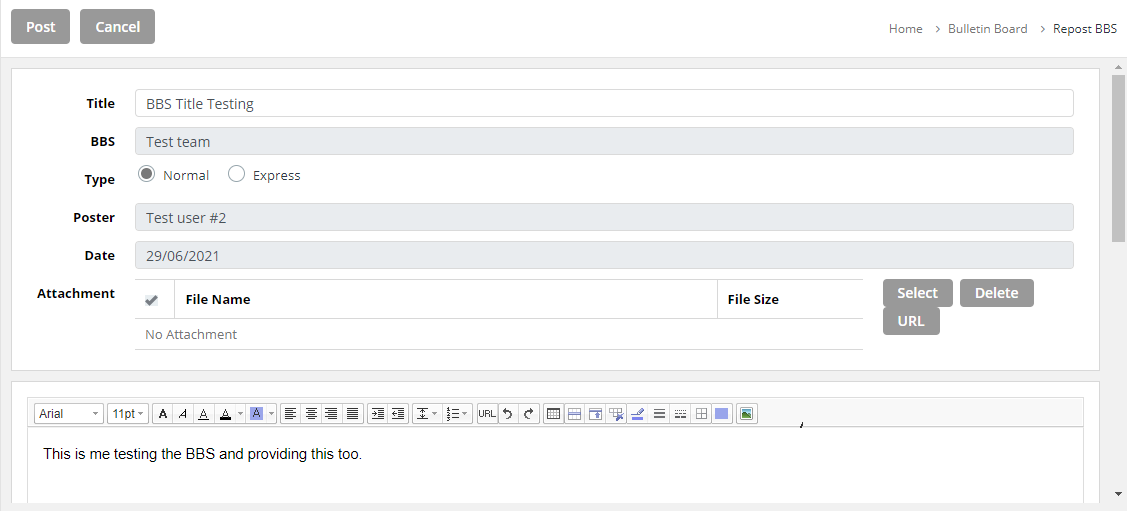 Post Cancel Home > Bulletin Board > Repost BBS
Title BBS Title Testing
BBS Test team
Type Normal Express
Poster Test user #2
Date 29/06/2021
Attachment File Name File Size Select Delete
No Attachment URL
Arial 11pt A A A A A URL
This is me testing the BBS and providing this too.